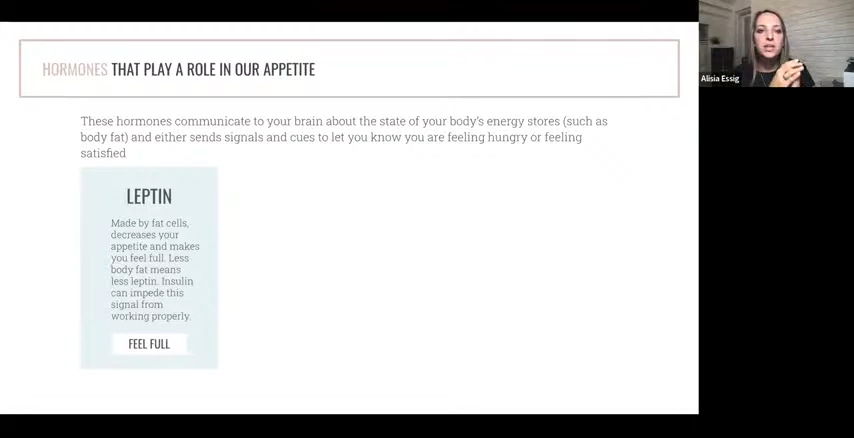 HORMONES THAT PLAY A ROLE IN OUR APPETITE
Alisia Essig
These hormones communicate to your brain about the state of your body's energy stores (such as
body fat) and either sends signals and cues to let you know you are feeling hungry or feeling
satisfied
LEPTIN
Made by fat cells,
decreases your
appetite and makes
you feel full. Less
body fat means
less leptin. Insulin
can impede this
signal from
working properly.
FEEL FULL